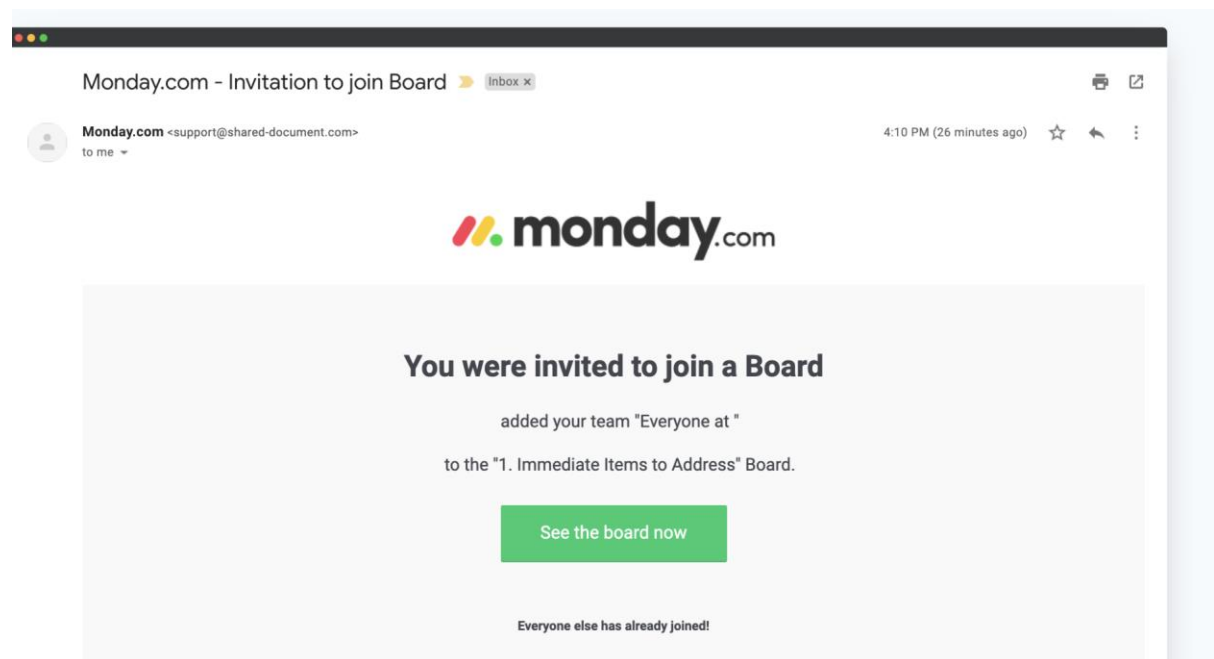 Monday.com - Invitation to join Board Inbox ×
Monday.com <support@shared-document.com> 4:10 PM (26 minutes ago)
to me
monday.com
You were invited to join a Board
added your team "Everyone at "
to the "1. Immediate Items to Address" Board.
See the board now
Everyone else has already joined!